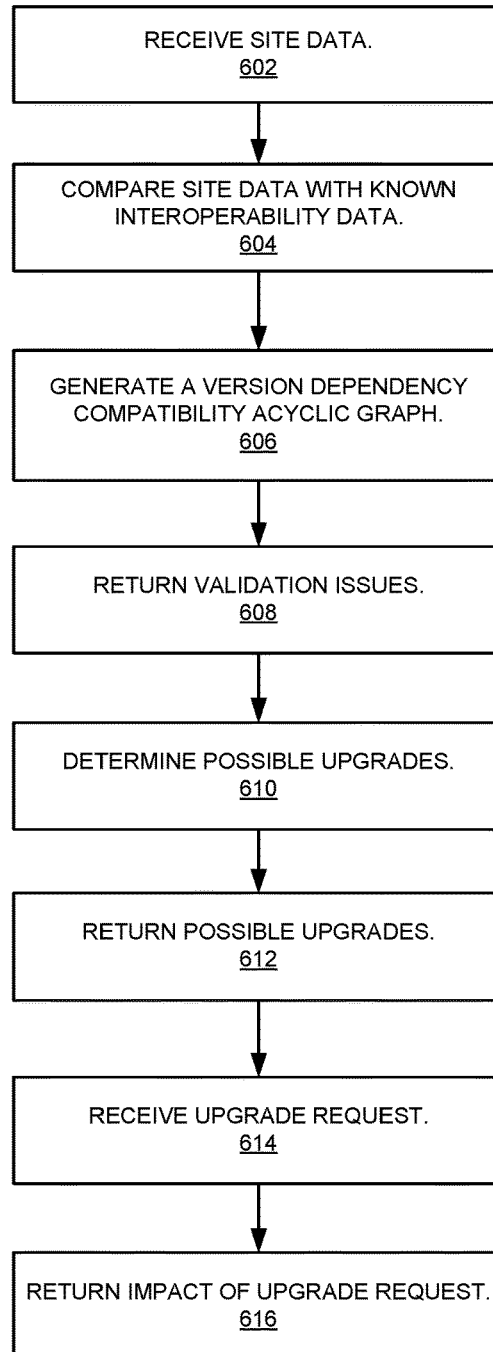 RECEIVE SITE DATA.
602
COMPARE SITE DATA WITH KNOWN
INTEROPERABILITY DATA.
604
GENERATE A VERSION DEPENDENCY
COMPATIBILITY ACYCLIC GRAPH.
606
RETURN VALIDATION ISSUES.
608
DETERMINE POSSIBLE UPGRADES.
610
RETURN POSSIBLE UPGRADES.
612
RECEIVE UPGRADE REQUEST.
614
RETURN IMPACT OF UPGRADE REQUEST.
616